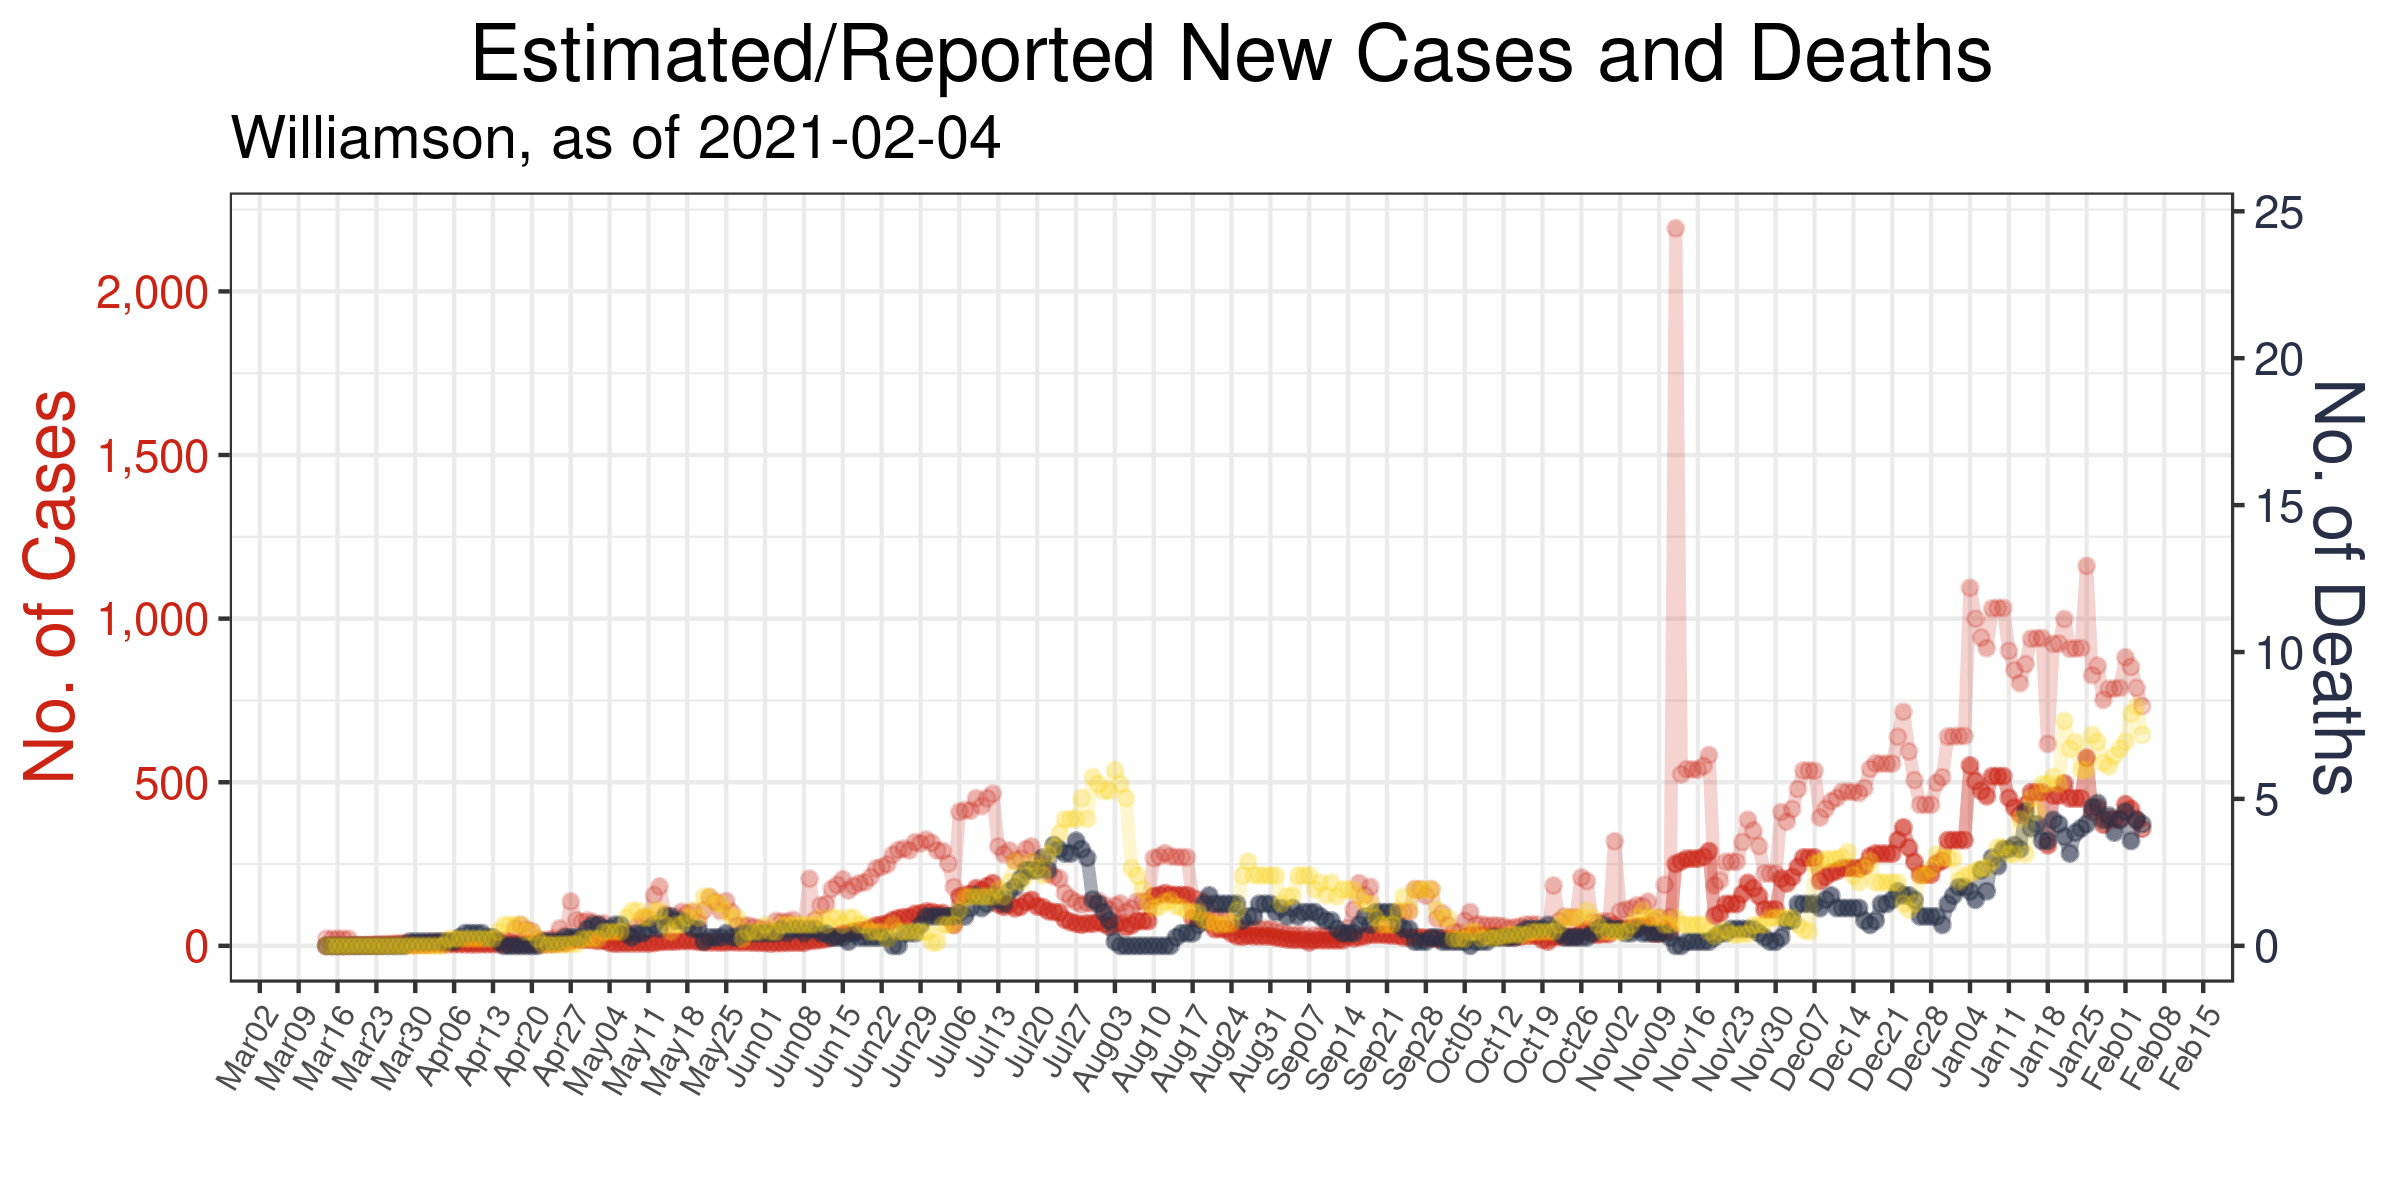 Estimated/Reported New Cases and Deaths
Williamson, as of 2021-02-04
No. of Cases
2,000
1,500
1,000
500
0
25
20
15
10
5
0
No. of Deaths
Mar02
Mar09
Mar16
Mar23
Mar30
Apr06
Apr13
Apr20
Apr27
May04
May11
May18
May25
Jun01
Jun08
Jun15
Jun22
Jun29
Jul06
Jul13
Jul20
Jul27
Aug03
Aug10
Aug17
Aug24
Aug31
Sep07
Sep14
Sep21
Sep28
Oct05
Oct12
Oct19
Oct26
Nov02
Nov09
Nov16
Nov23
Nov30
Dec07
Dec14
Dec21
Dec28
Jan04
Jan11
Jan18
Jan25
Feb01
Feb08
Feb15